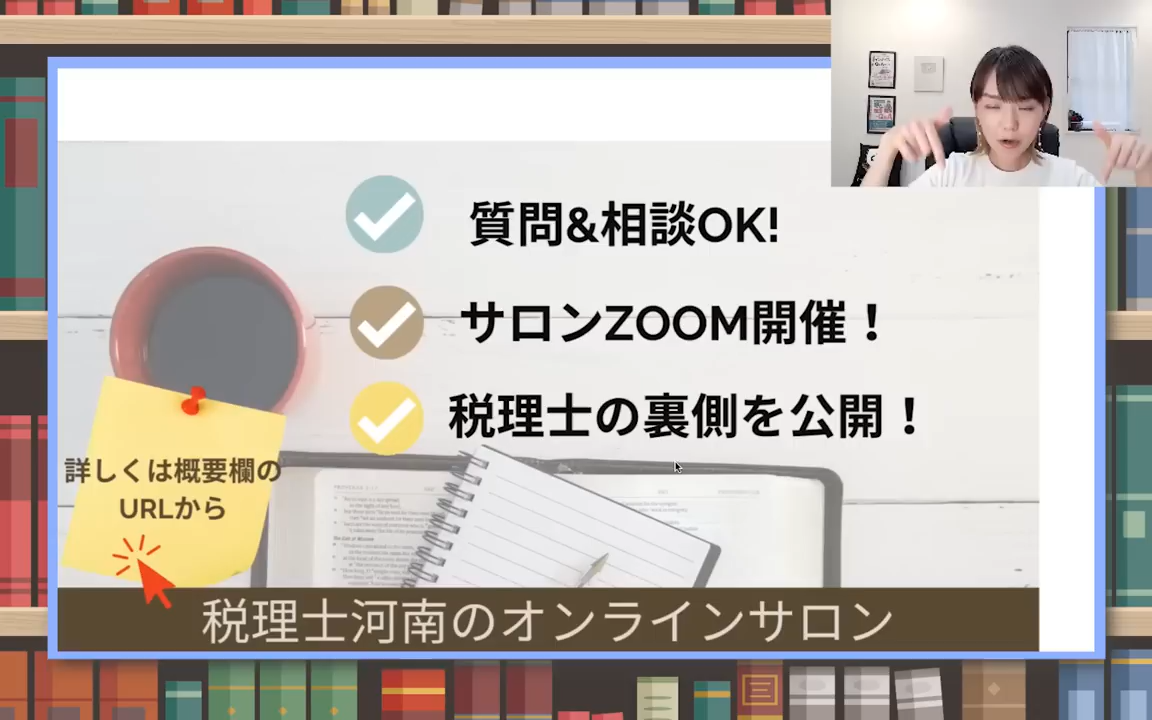 質問&相談OK!
サロンZOOM開催！
税理士の裏側を公開！
詳しくは概要欄の
URLから
税理士河南のオンラインサロン